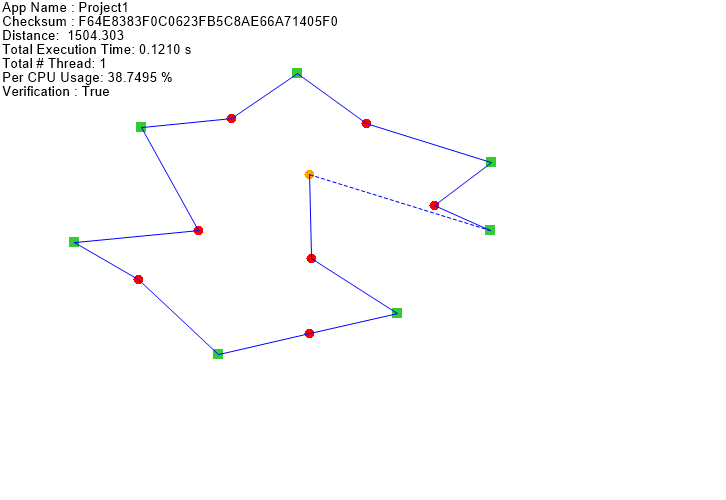 App Name : Project1
Checksum : F64E8383F0C0623FB5C8AE66A71405F0
Distance:  1504.303
Total Execution Time: 0.1210 s
Total # Thread: 1
Per CPU Usage: 38.7495 %
Verification : True